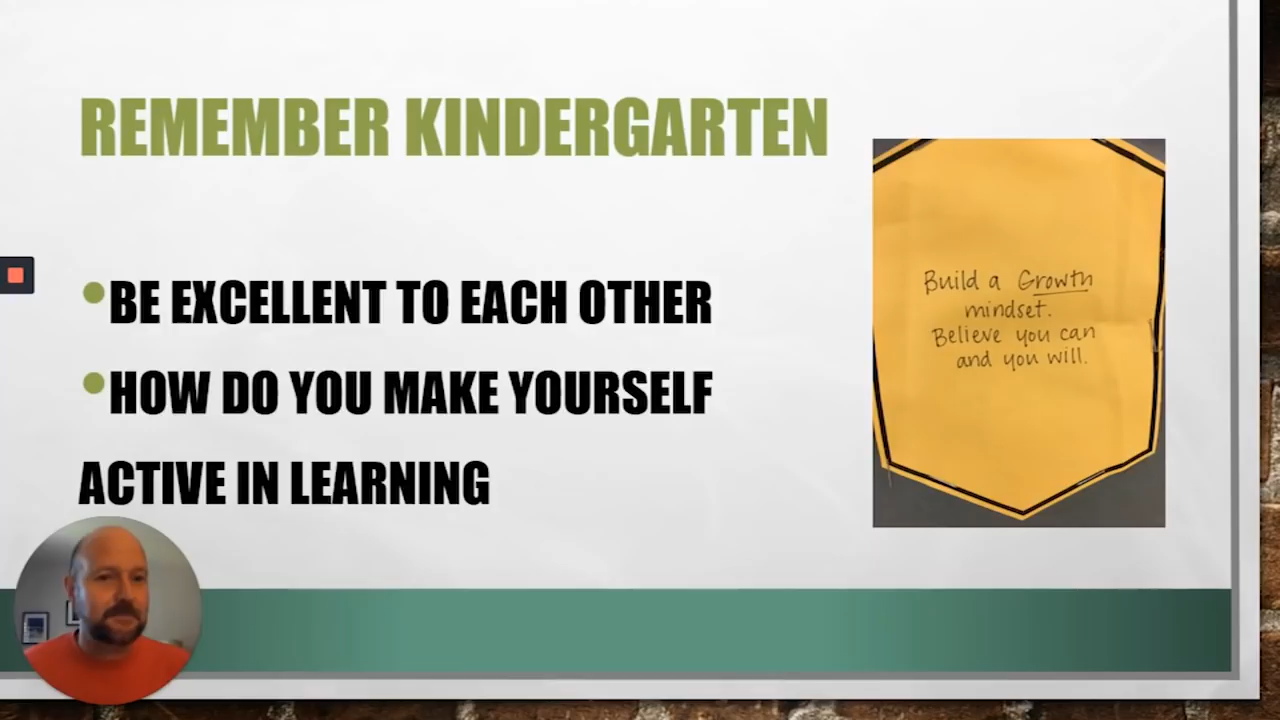 REMEMBER KINDERGARTEN
•BE EXCELLENT TO EACH OTHER
•HOW DO YOU MAKE YOURSELF
ACTIVE IN LEARNING
Build a Growth
mindset.
Believe you can
and you will.